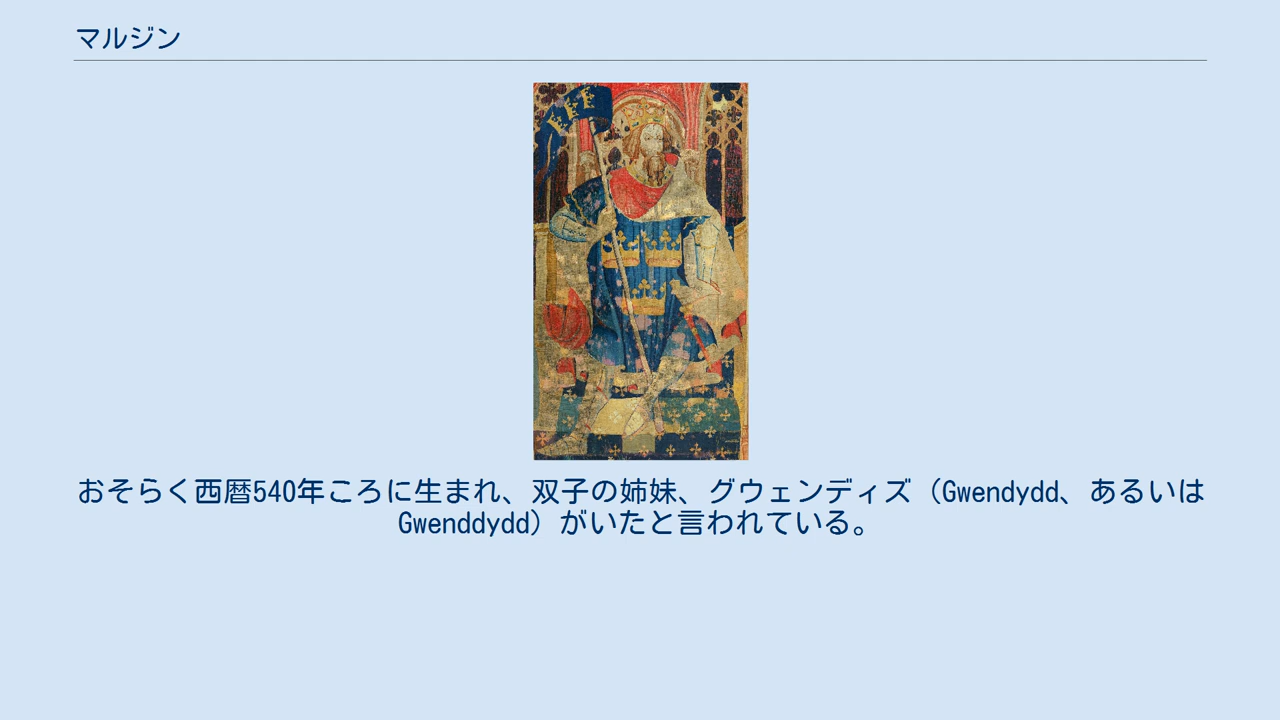 マルジン
おそらく西暦540年ころに生まれ、双子の姉妹、グウェンディズ（Gwendydd、あるいは
Gwenddydd）がいたと言われている。